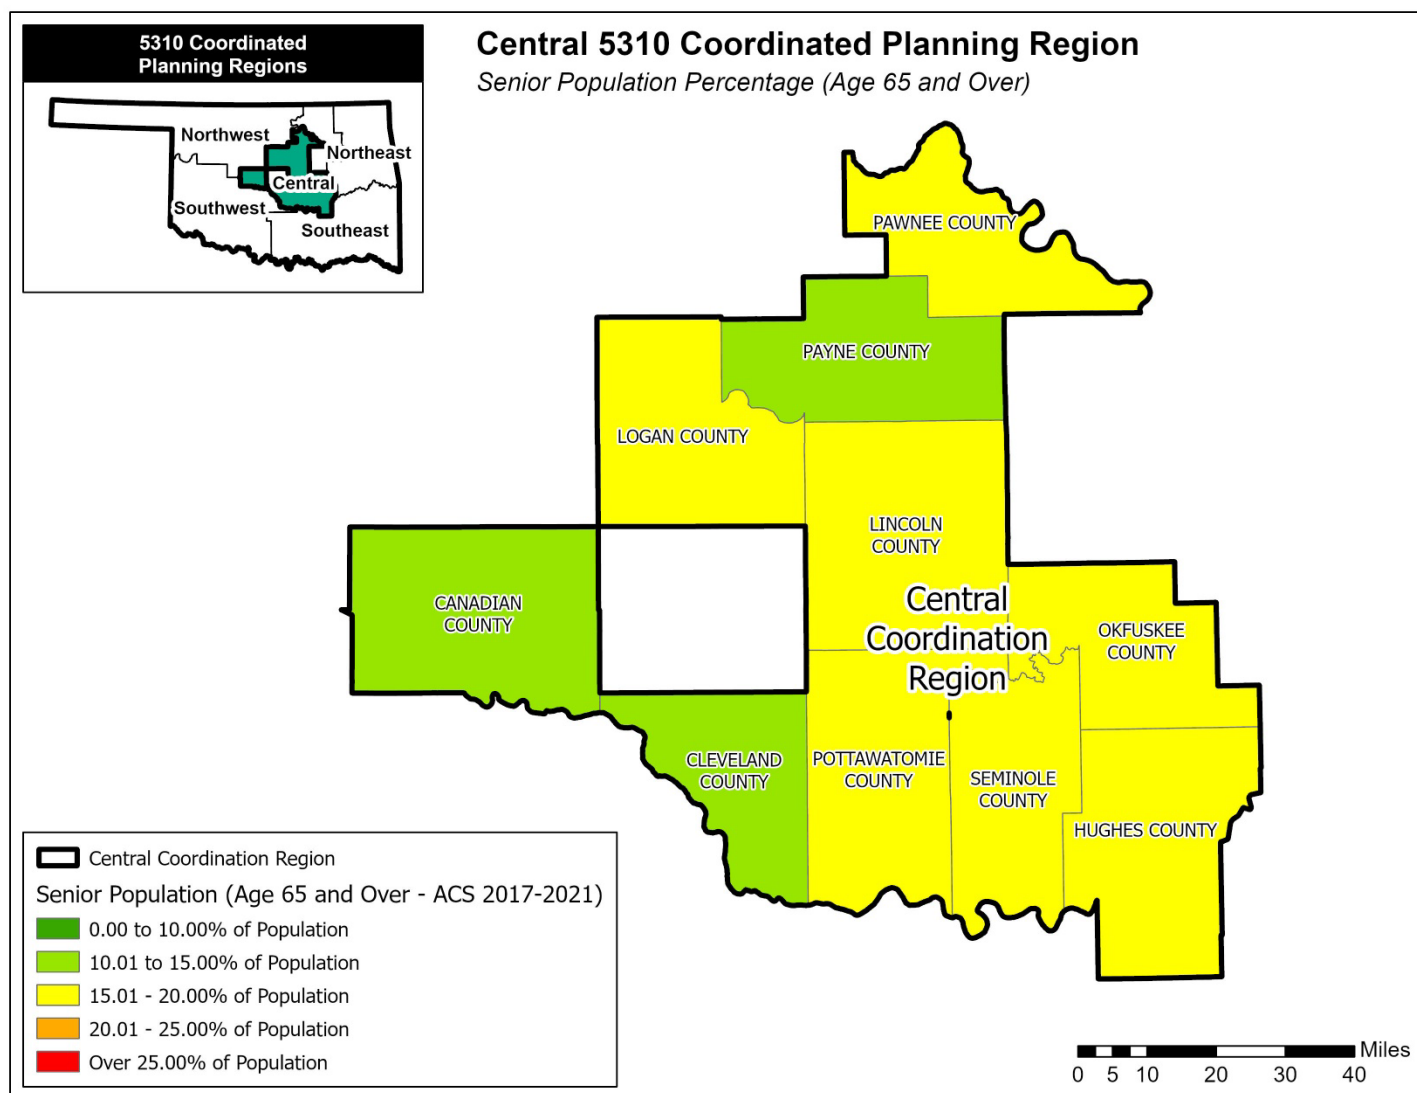 5310 Coordinated
Planning Regions
Northwest
Northeast
Central
Southwest
Southeast
Central 5310 Coordinated Planning Region
Senior Population Percentage (Age 65 and Over)
PAWNEE COUNTY
PAYNE COUNTY
LOGAN COUNTY
LINCOLN
COUNTY
CANADIAN
COUNTY
Central
Coordination
Region
OKFUSKEE
COUNTY
CLEVELAND
COUNTY
POTTAWATOMIE
COUNTY
SEMINOLE
COUNTY
HUGHES COUNTY
Central Coordination Region
Senior Population (Age 65 and Over - ACS 2017-2021)
0.00 to 10.00% of Population
10.01 to 15.00% of Population
15.01 - 20.00% of Population
20.01 - 25.00% of Population
Over 25.00% of Population
Miles
0 5 10 20 30 40